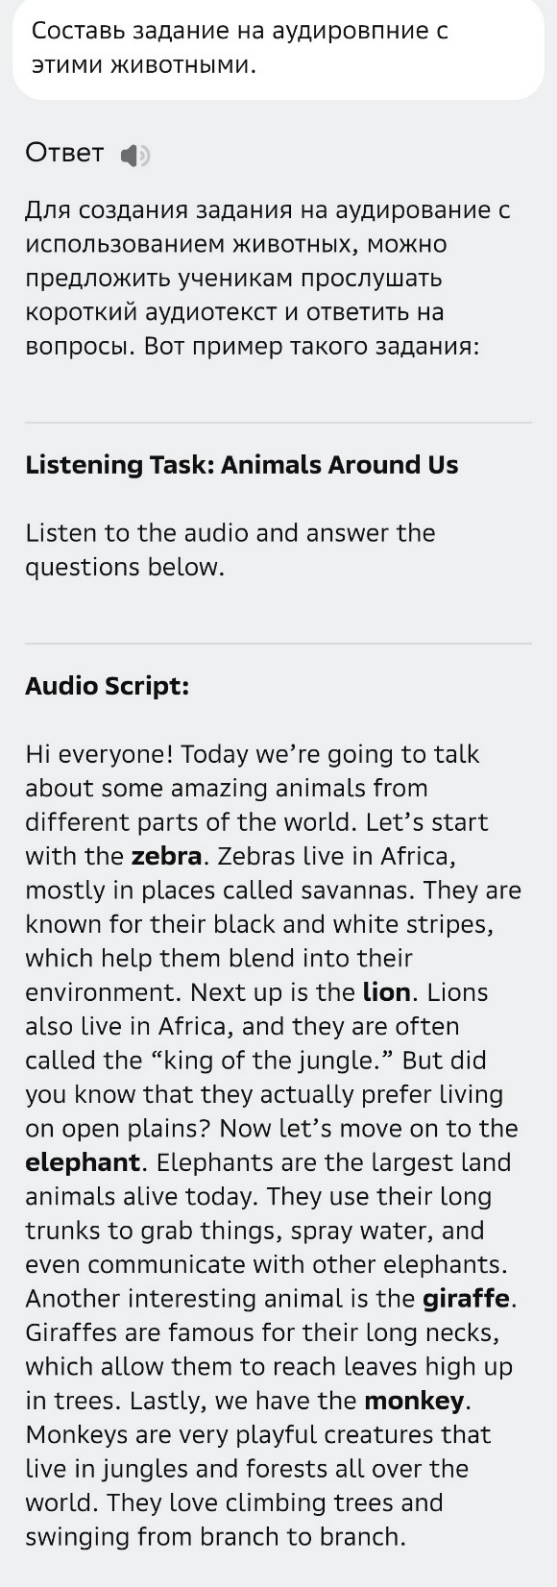 Составь задание на аудировпние с
этими животными.
Ответ
Для создания задания на аудирование с
использованием животных, можно
предложить ученикам прослушать
короткий аудиотекст и ответить на
вопросы. Вот пример такого задания:
Listening Task: Animals Around Us
Listen to the audio and answer the
questions below.
Audio Script:
Hi everyone! Today we’re going to talk
about some amazing animals from
different parts of the world. Let’s start
with the zebra. Zebras live in Africa,
mostly in places called savannas. They are
known for their black and white stripes,
which help them blend into their
environment. Next up is the lion. Lions
also live in Africa, and they are often
called the “king of the jungle.” But did
you know that they actually prefer living
on open plains? Now let’s move on to the
elephant. Elephants are the largest land
animals alive today. They use their long
trunks to grab things, spray water, and
even communicate with other elephants.
Another interesting animal is the giraffe.
Giraffes are famous for their long necks,
which allow them to reach leaves high up
in trees. Lastly, we have the monkey.
Monkeys are very playful creatures that
live in jungles and forests all over the
world. They love climbing trees and
swinging from branch to branch.